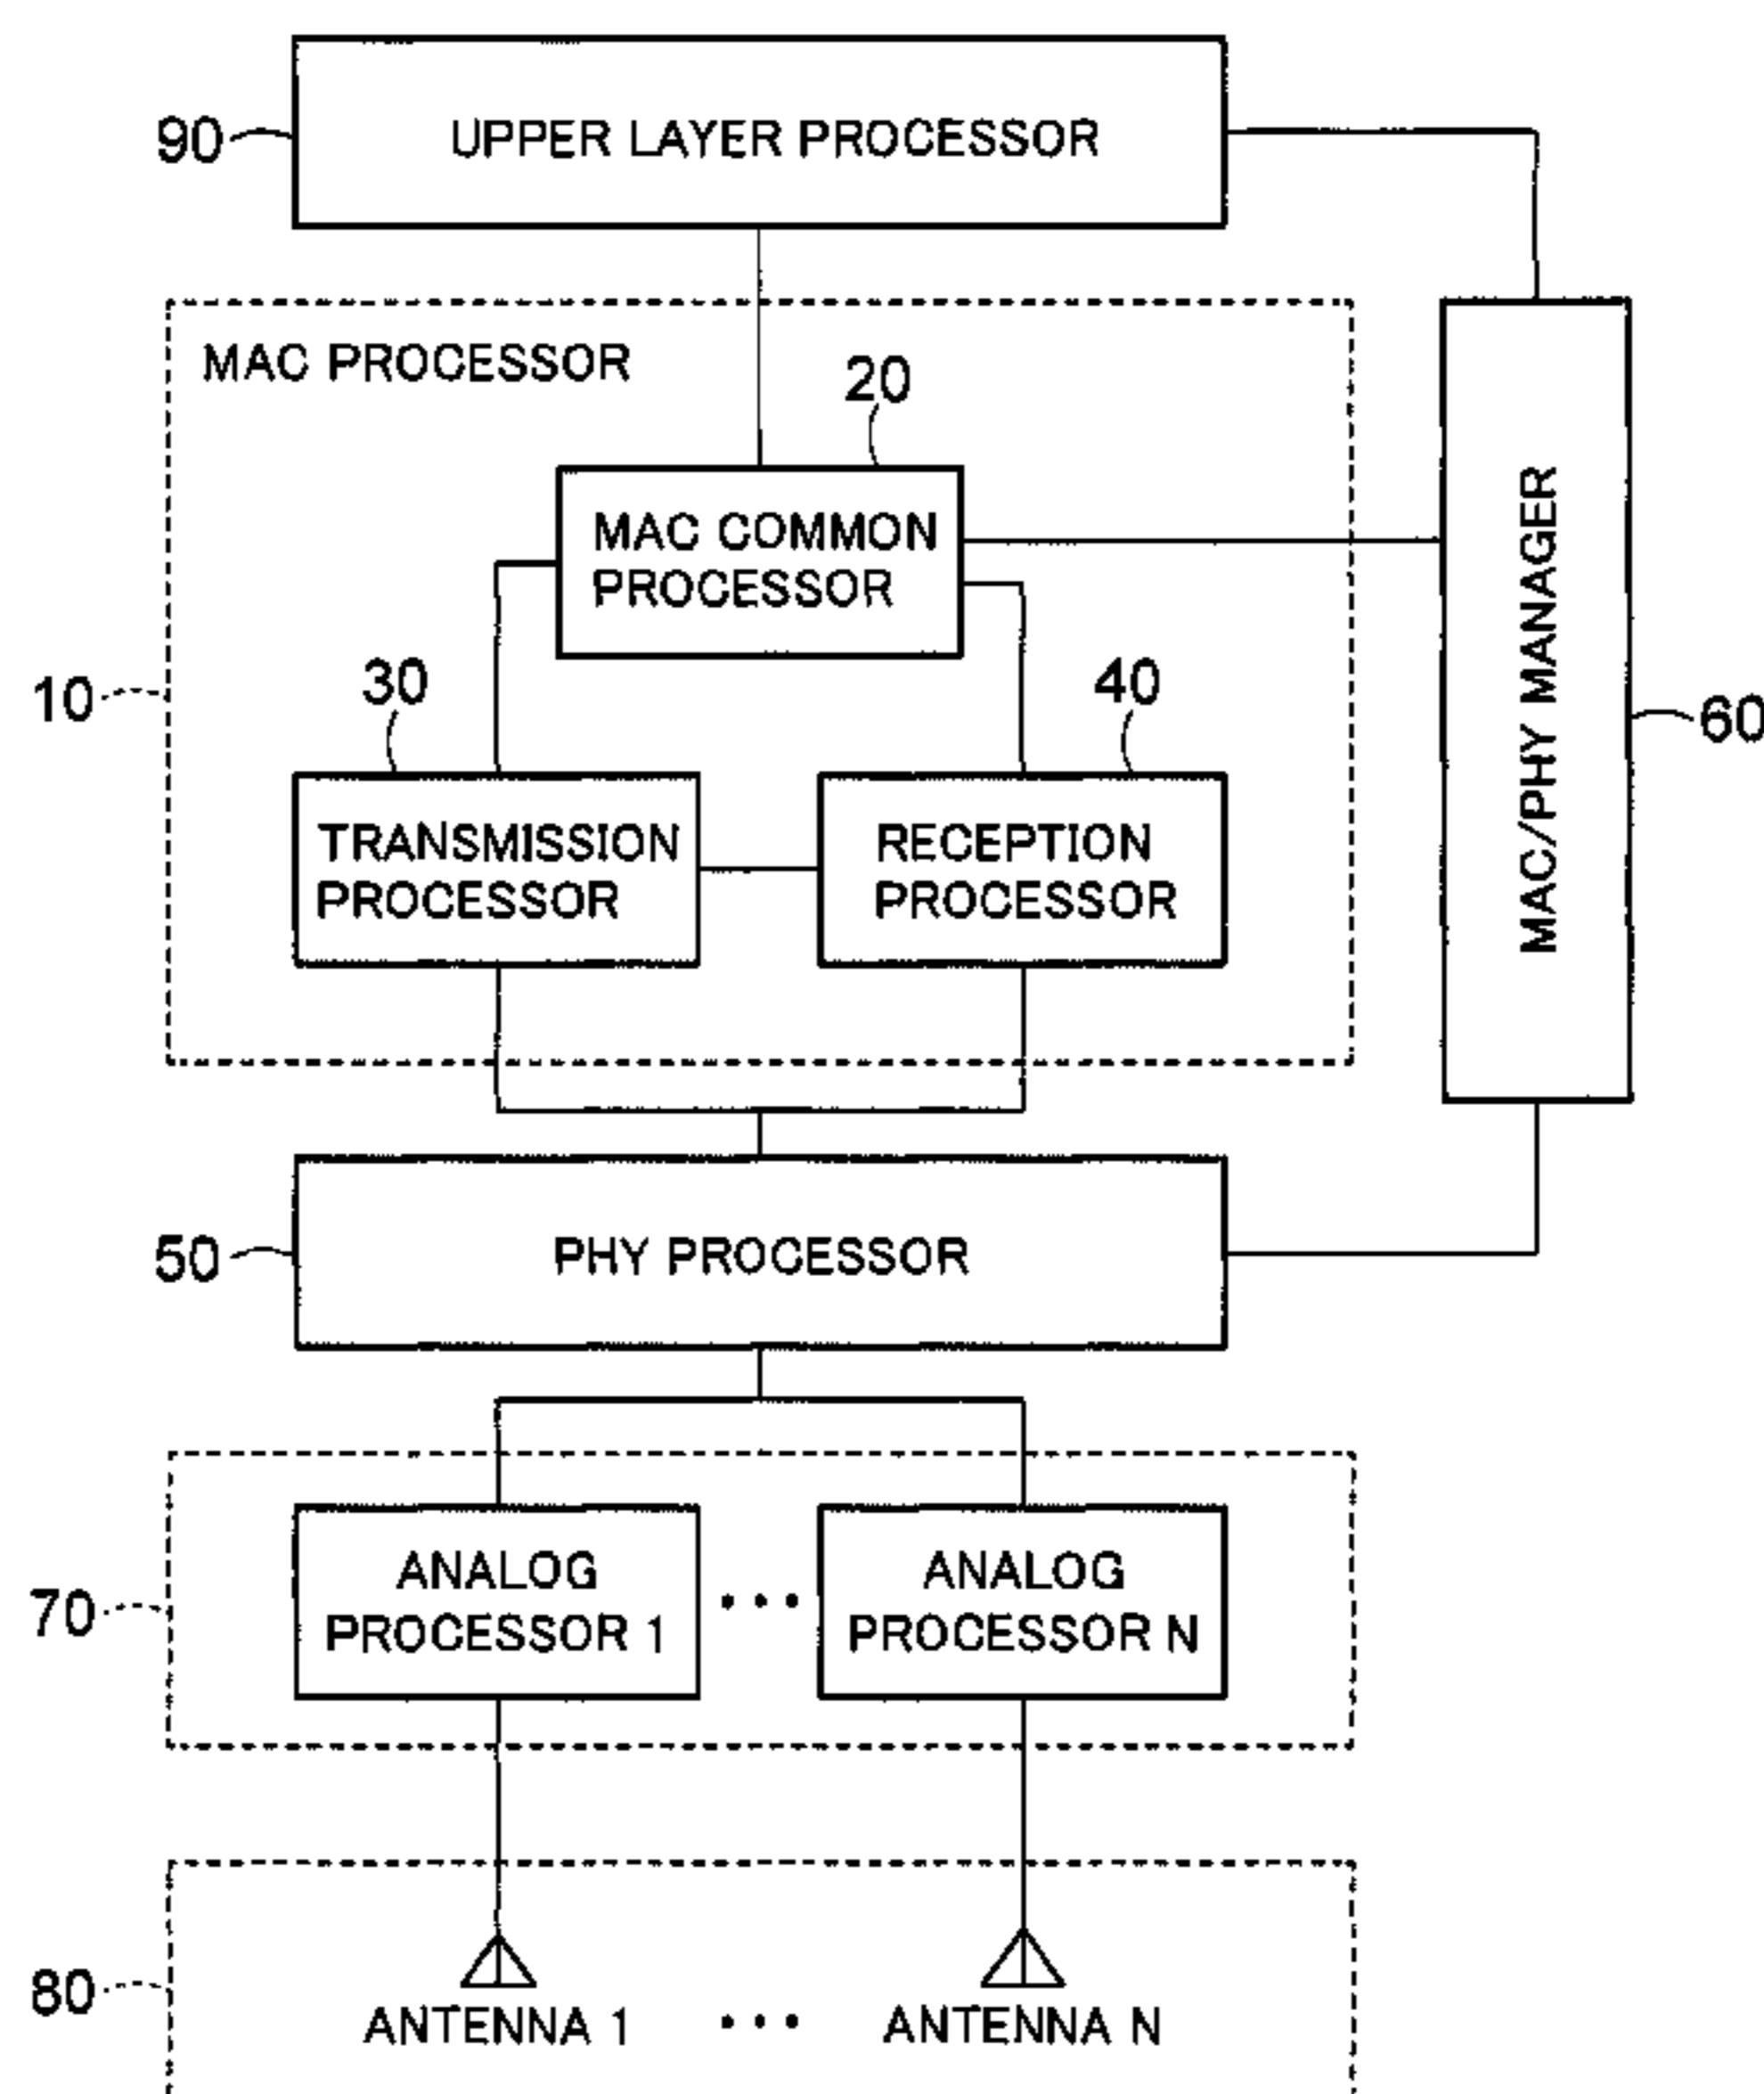 90
UPPER LAYER PROCESSOR
MAC PROCESSOR
20
MAC COMMON
PROCESSOR
10
30
40
TRANSMISSION
PROCESSOR
RECEPTION
PROCESSOR
MAC/PHY MANAGER
60
50
PHY PROCESSOR
70
ANALOG
PROCESSOR 1
• • •
ANALOG
PROCESSOR N
80
ANTENNA 1 • • • ANTENNA N